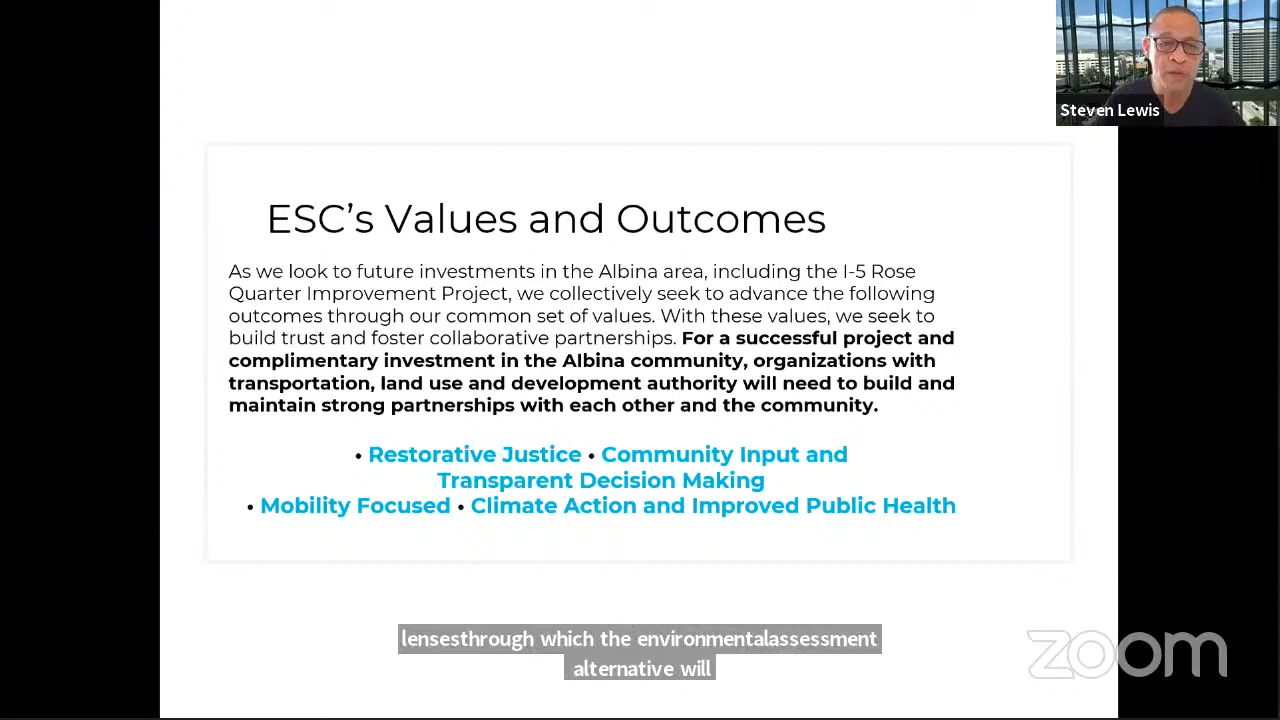 Steven Lewis
ESC’s Values and Outcomes
As we look to future investments in the Albina area, including the I-5 Rose
Quarter Improvement Project, we collectively seek to advance the following
outcomes through our common set of values. With these values, we seek to
build trust and foster collaborative partnerships. For a successful project and
complimentary investment in the Albina community, organizations with
transportation, land use and development authority will need to build and
maintain strong partnerships with each other and the community.
• Restorative Justice • Community Input and
Transparent Decision Making
• Mobility Focused • Climate Action and Improved Public Health
lensesthrough which the environmentalassessment
alternative will
zoom